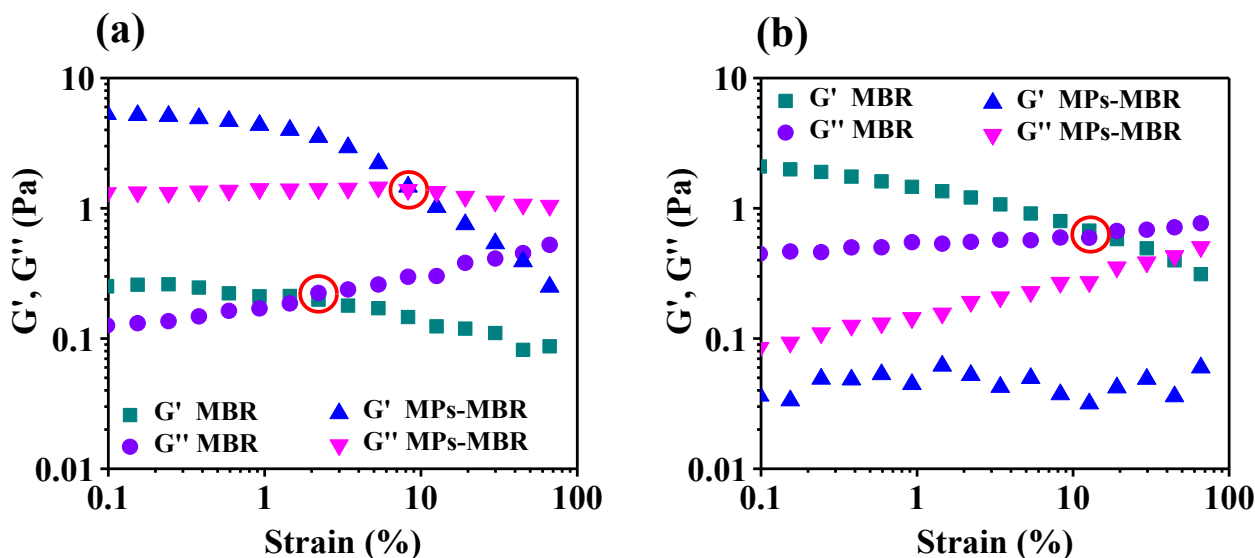 (a)
10
1
0.1
0.01
G', G'' (Pa)
G' MBR
G'' MBR
G' MPs-MBR
G'' MPs-MBR
0.1 1 10 100
Strain (%)
(b)
10
1
0.1
0.01
G', G'' (Pa)
G' MBR
G'' MBR
G' MPs-MBR
G'' MPs-MBR
0.1 1 10 100
Strain (%)